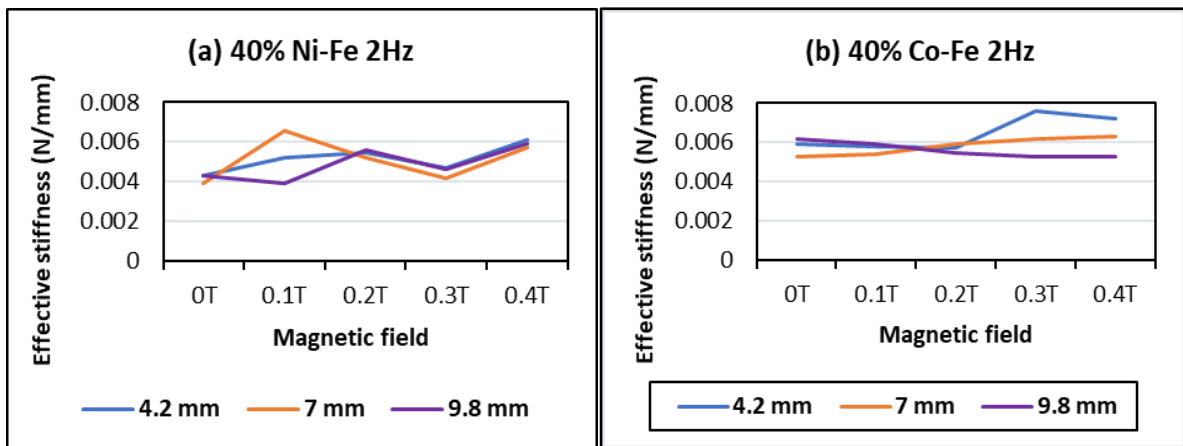 (a) 40% Ni-Fe 2Hz
Effective stiffness (N/mm)
0.008
0.006
0.004
0.002
0
0T 0.1T 0.2T 0.3T 0.4T
Magnetic field
4.2 mm 7 mm 9.8 mm
(b) 40% Co-Fe 2Hz
Effective stiffness (N/mm)
0.008
0.006
0.004
0.002
0
0T 0.1T 0.2T 0.3T 0.4T
Magnetic field
4.2 mm 7 mm 9.8 mm